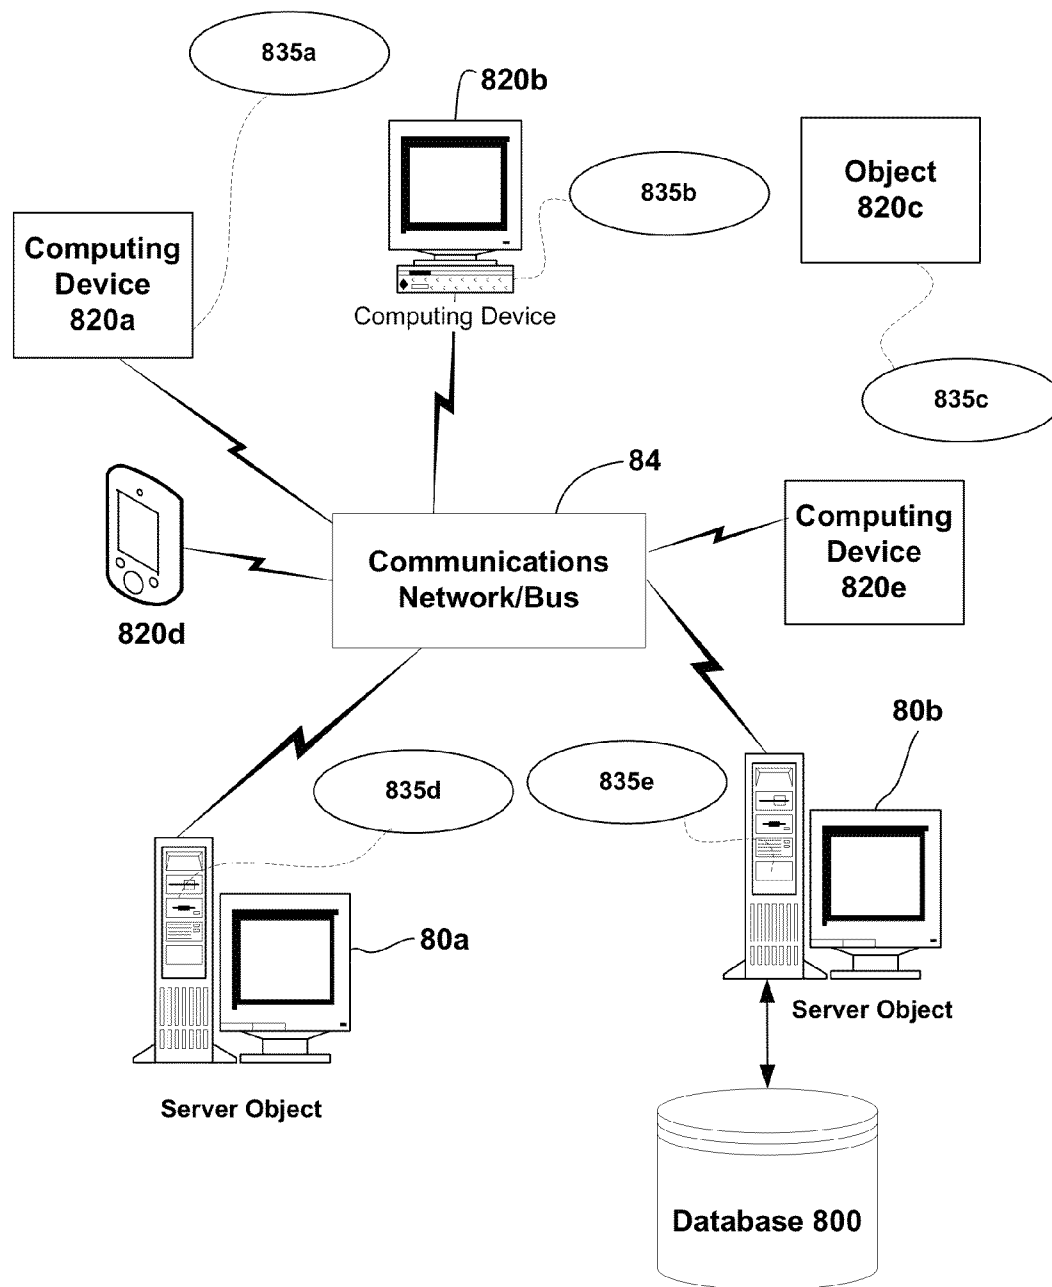 835a
820b
835b
Object
820c
Computing
Device
820a
Computing Device
835c
84
Communications
Network/Bus
Computing
Device
820e
820d
80b
835d
835e
80a
Server Object
Server Object
Database 800